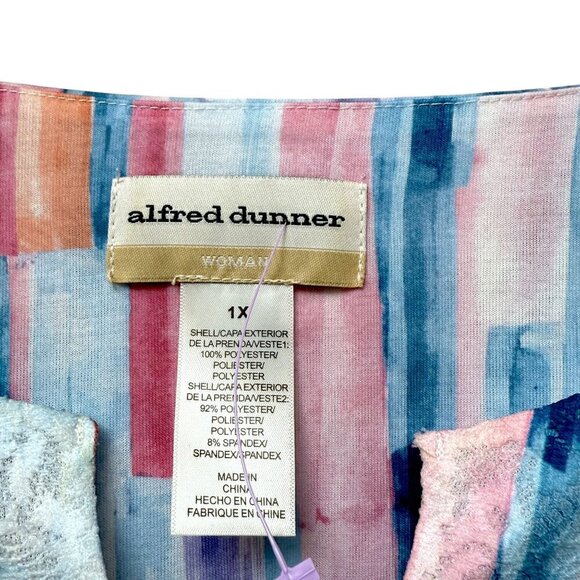 alfred dunner
WOMAN
1X
SHELL/CAPA EXTERIOR
DE LA PRENDA/VESTE1:
100% POLYESTER/
POLIESTER/
POLYESTER
SHELL/CAPA EXTERIOR
DE LA PRENDA/VESTE2:
92% POLYESTER/
POLIESTER/
POLYESTER
8% SPANDEX/
SPANDEX/SPANDEX
MADE IN
CHINA
HECHO EN CHINA
FABRIQUE EN CHINE